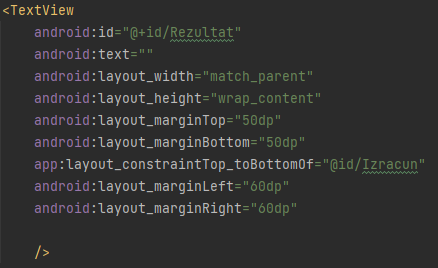 <TextView
android:id="@+id/Rezultat"
android:text=""
android:layout_width="match_parent"
android:layout_height="wrap_content"
android:layout_marginTop="50dp"
android:layout_marginBottom="50dp"
app:layout_constraintTop_toBottomOf="@id/Izracun"
android:layout_marginLeft="60dp"
android:layout_marginRight="60dp"
/>